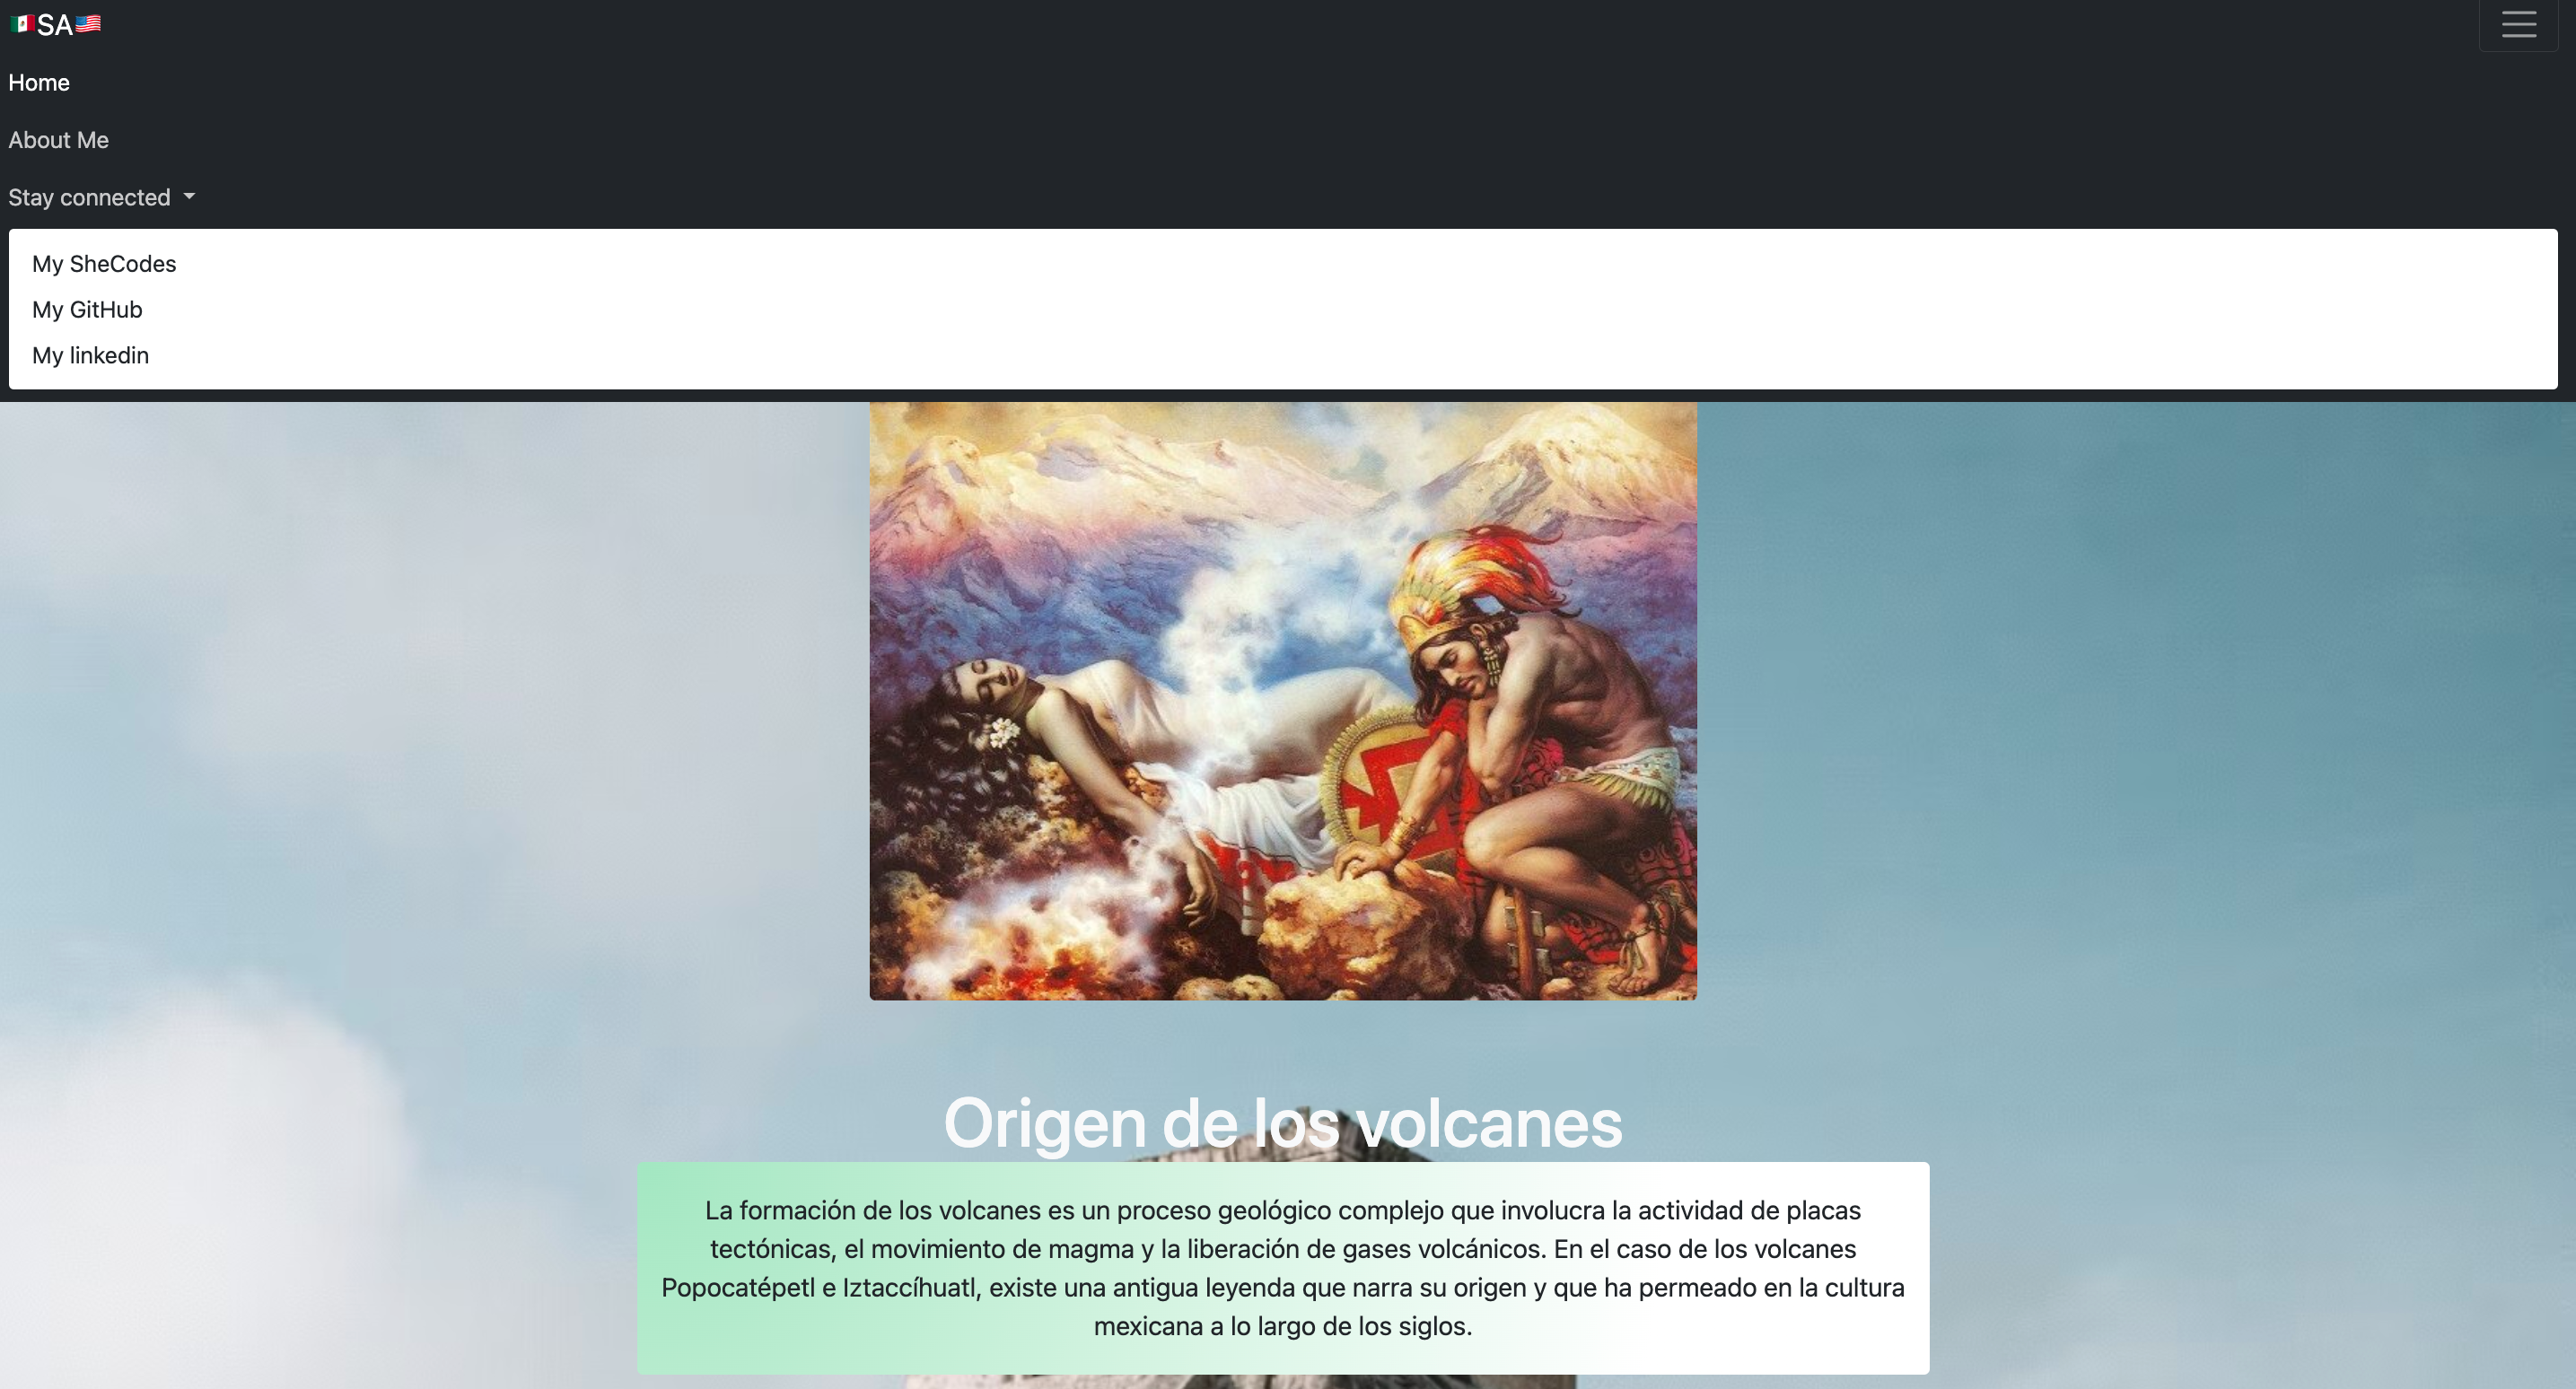 🇲🇽SA🇺🇸
Home
About Me
Stay connected
My SheCodes
My GitHub
My linkedin
Origen de los volcanes
La formación de los volcanes es un proceso geológico complejo que involucra la actividad de placas
tectónicas, el movimiento de magma y la liberación de gases volcánicos. En el caso de los volcanes
Popocatépetl e Iztaccíhuatl, existe una antigua leyenda que narra su origen y que ha permeado en la cultura
mexicana a lo largo de los siglos.